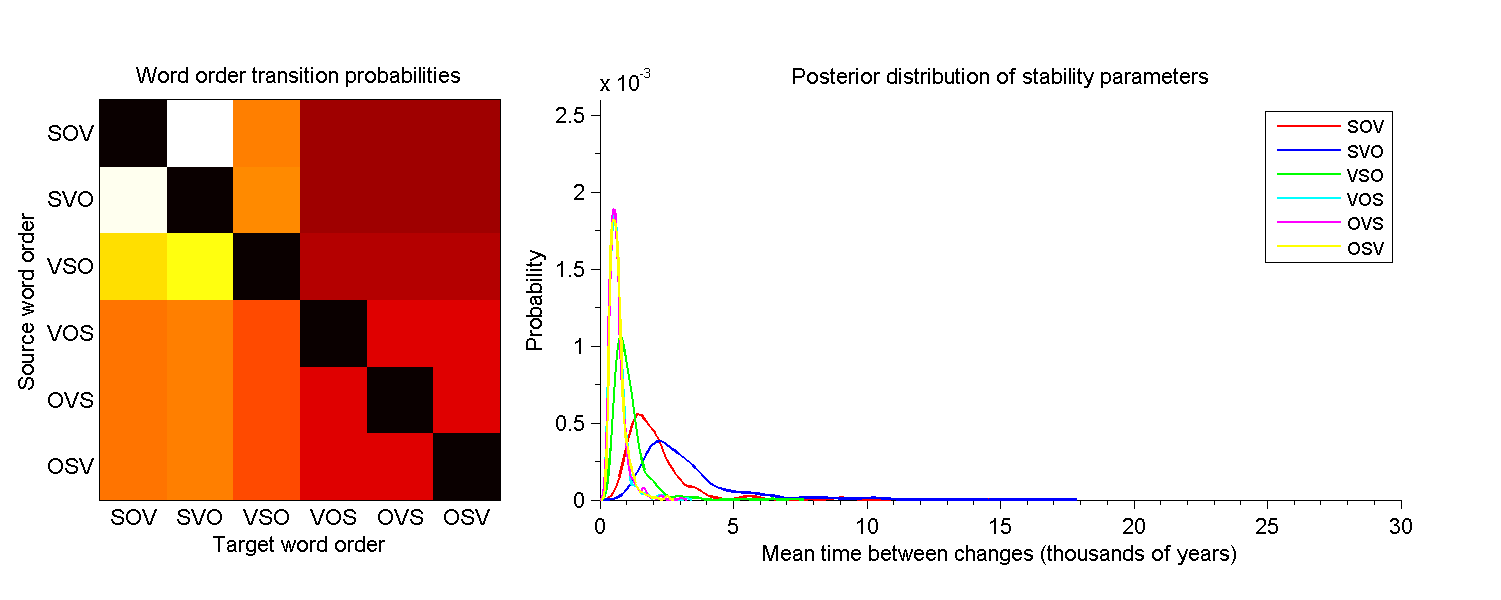 Word order transition probabilities
SOV
SVO
VSO
VOS
OVS
OSV
Source word order
SOV SVO VSO VOS OVS OSV
Target word order
Posterior distribution of stability parameters
x 10-3
2.5
2
1.5
1
0.5
0
Probability
0 5 10 15 20 25 30
Mean time between changes (thousands of years)
SOV
SVO
VSO
VOS
OVS
OSV